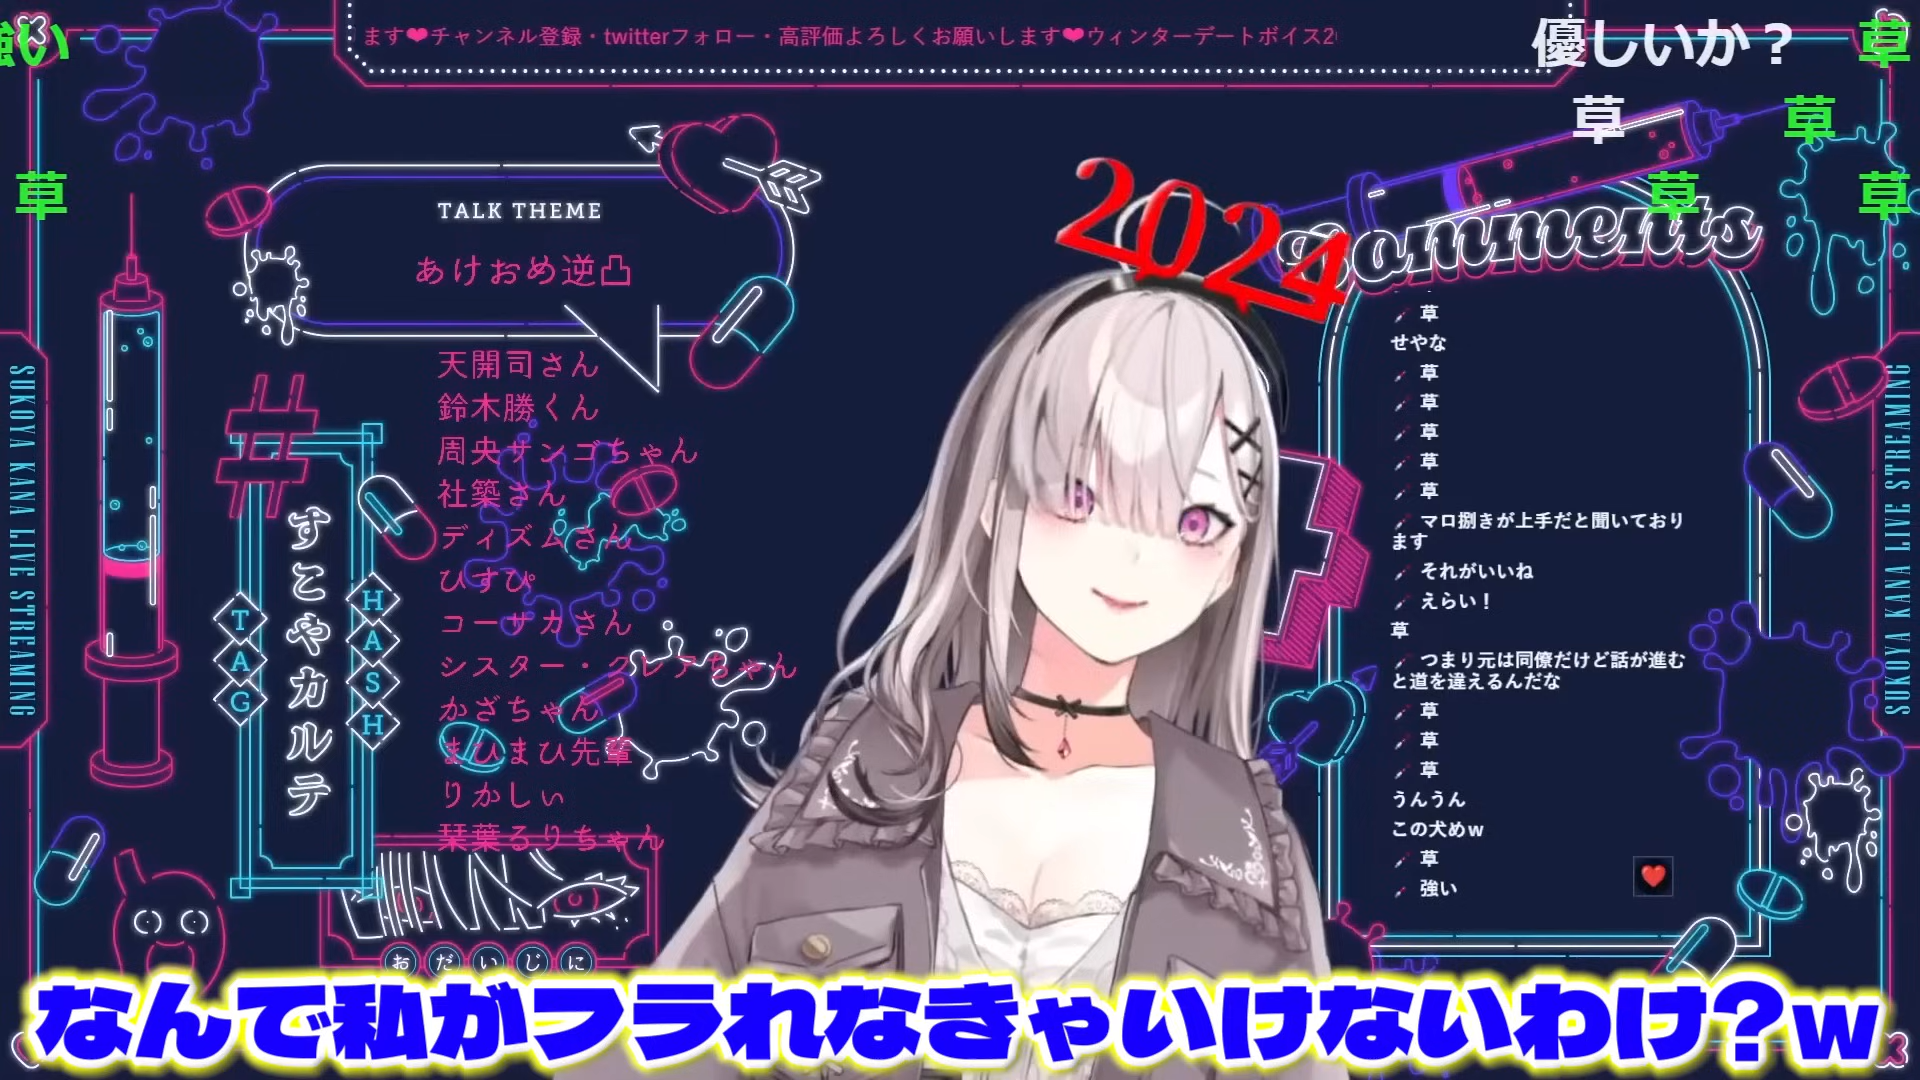 ます❤チャンネル登録・twitterフォロー・高評価よろしくお願いします❤ウィンターデートボイス2
強い
優しいか？
草
草
草
草
草
草
TALK THEME
あけおめ逆凸
2024
Comments
天開司さん
鈴木勝くん
周央サンゴちゃん
社築さん
ディズムさん
ひすぴ
コーサカさん
シスター・クレアちゃん
かざちゃん
まひまひ先輩
りかしぃ
栞葉るりちゃん
#
すこやカルテ
HASH
TAG
SUKOYA KANA LIVE STREAMING
SUKOYA KANA LIVE STREAMING
草
せやな
草
草
草
草
草
マロ捌きが上手だと聞いており
ます
それがいいね
えらい！
草
つまり元は同僚だけど話が進む
と道を違えるんだな
草
草
草
うんうん
この犬めw
草
強い
おだいじに
なんで私がフラれなきゃいけないわけ?w